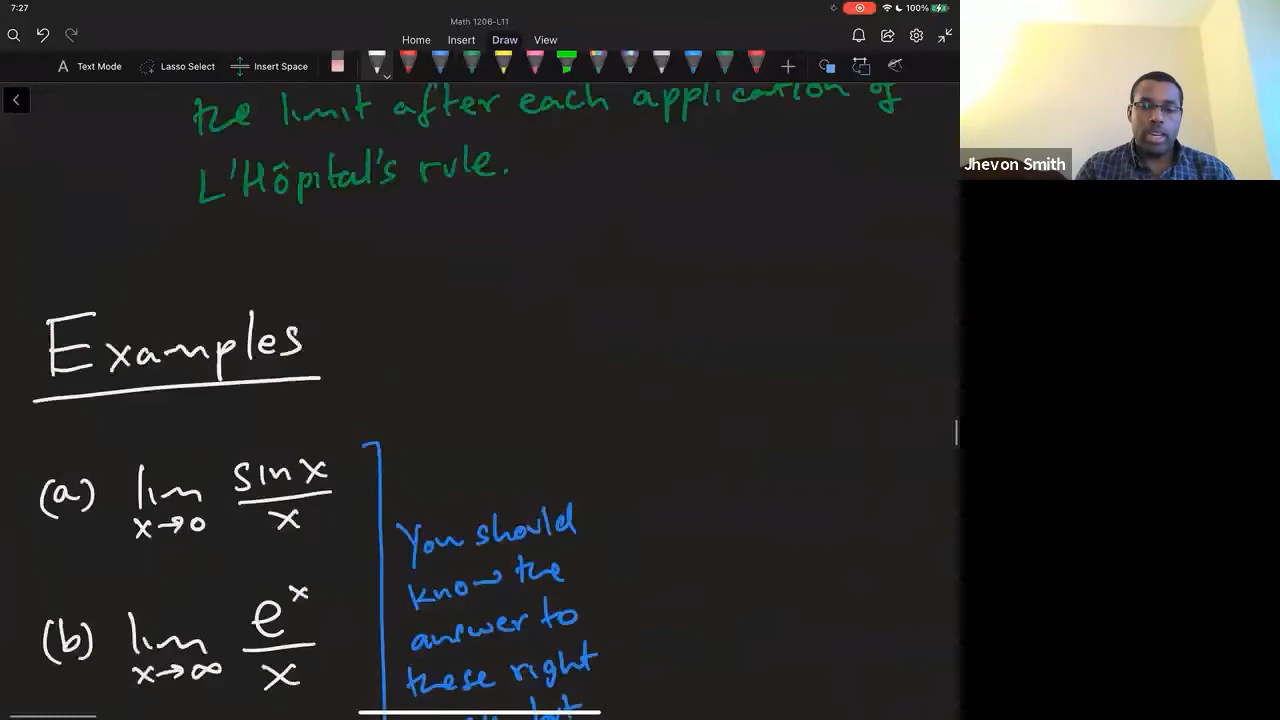 7:27
100%
Math 1206-L11
Home Insert Draw View
Text Mode Lasso Select Insert Space
the limit after each application of
L'Hôpital's rule.
Jhevon Smith
Examples
(a) lim x→0 sin x / x
(b) lim x→∞ e^x / x
You should
know the
answer to
these right